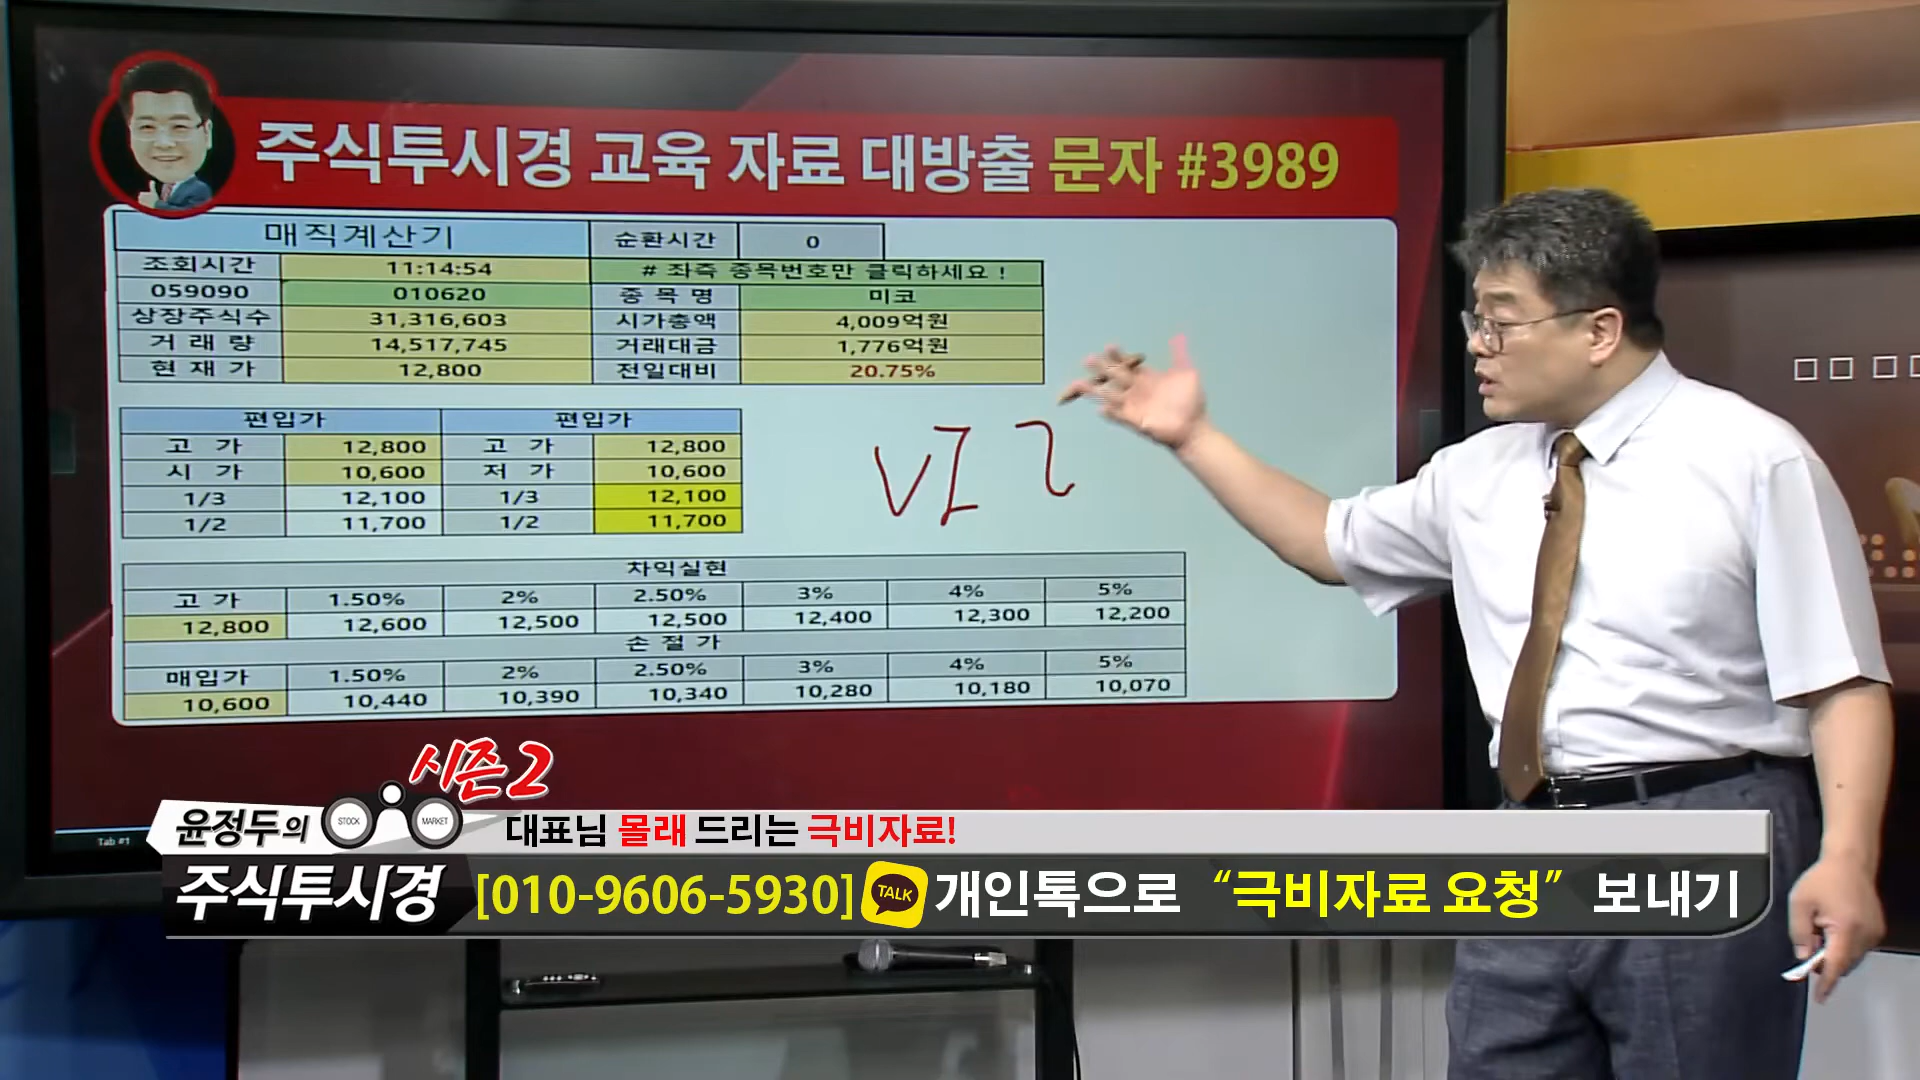 주식투시경 교육 자료 대방출 문자 #3989
매직계산기 순환시간 0
조회시간 11:14:54 # 좌측 종목번호만 클릭하세요 !
059090 010620 종 목 명 미코
상장주식수 31,316,603 시가총액 4,009억원
거 래 량 14,517,745 거래대금 1,776억원
현 재 가 12,800 전일대비 20.75%
편입가 편입가
고 가 12,800 고 가 12,800
시 가 10,600 저 가 10,600
1/3 12,100 1/3 12,100
1/2 11,700 1/2 11,700
VI 2
차익실현
고 가 1.50% 2% 2.50% 3% 4% 5%
12,800 12,600 12,500 12,500 12,400 12,300 12,200
손 절 가
매입가 1.50% 2% 2.50% 3% 4% 5%
10,600 10,440 10,390 10,340 10,280 10,180 10,070
Tab #1
시즌2
윤정두의 STOCK MARKET
주식투시경
대표님 몰래 드리는 극비자료!
[010-9606-5930] TALK 개인톡으로 “극비자료 요청” 보내기